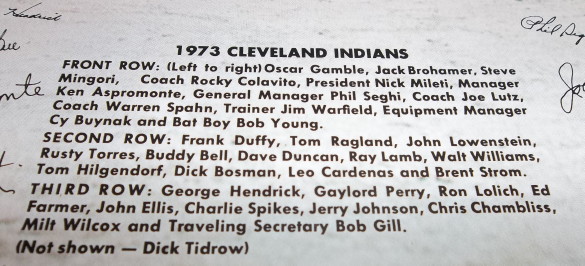 1973 CLEVELAND INDIANS
FRONT ROW: (Left to right) Oscar Gamble, Jack Brohamer, Steve
Mingori, Coach Rocky Colavito, President Nick Mileti, Manager
Ken Aspromonte, General Manager Phil Seghi, Coach Joe Lutz,
Coach Warren Spahn, Trainer Jim Warfield, Equipment Manager
Cy Buynak and Bat Boy Bob Young.
SECOND ROW: Frank Duffy, Tom Ragland, John Lowenstein,
Rusty Torres, Buddy Bell, Dave Duncan, Ray Lamb, Walt Williams,
Tom Hilgendorf, Dick Bosman, Leo Cardenas and Brent Strom.
THIRD ROW: George Hendrick, Gaylord Perry, Ron Lolich, Ed
Farmer, John Ellis, Charlie Spikes, Jerry Johnson, Chris Chambliss,
Milt Wilcox and Traveling Secretary Bob Gill.
(Not shown — Dick Tidrow)